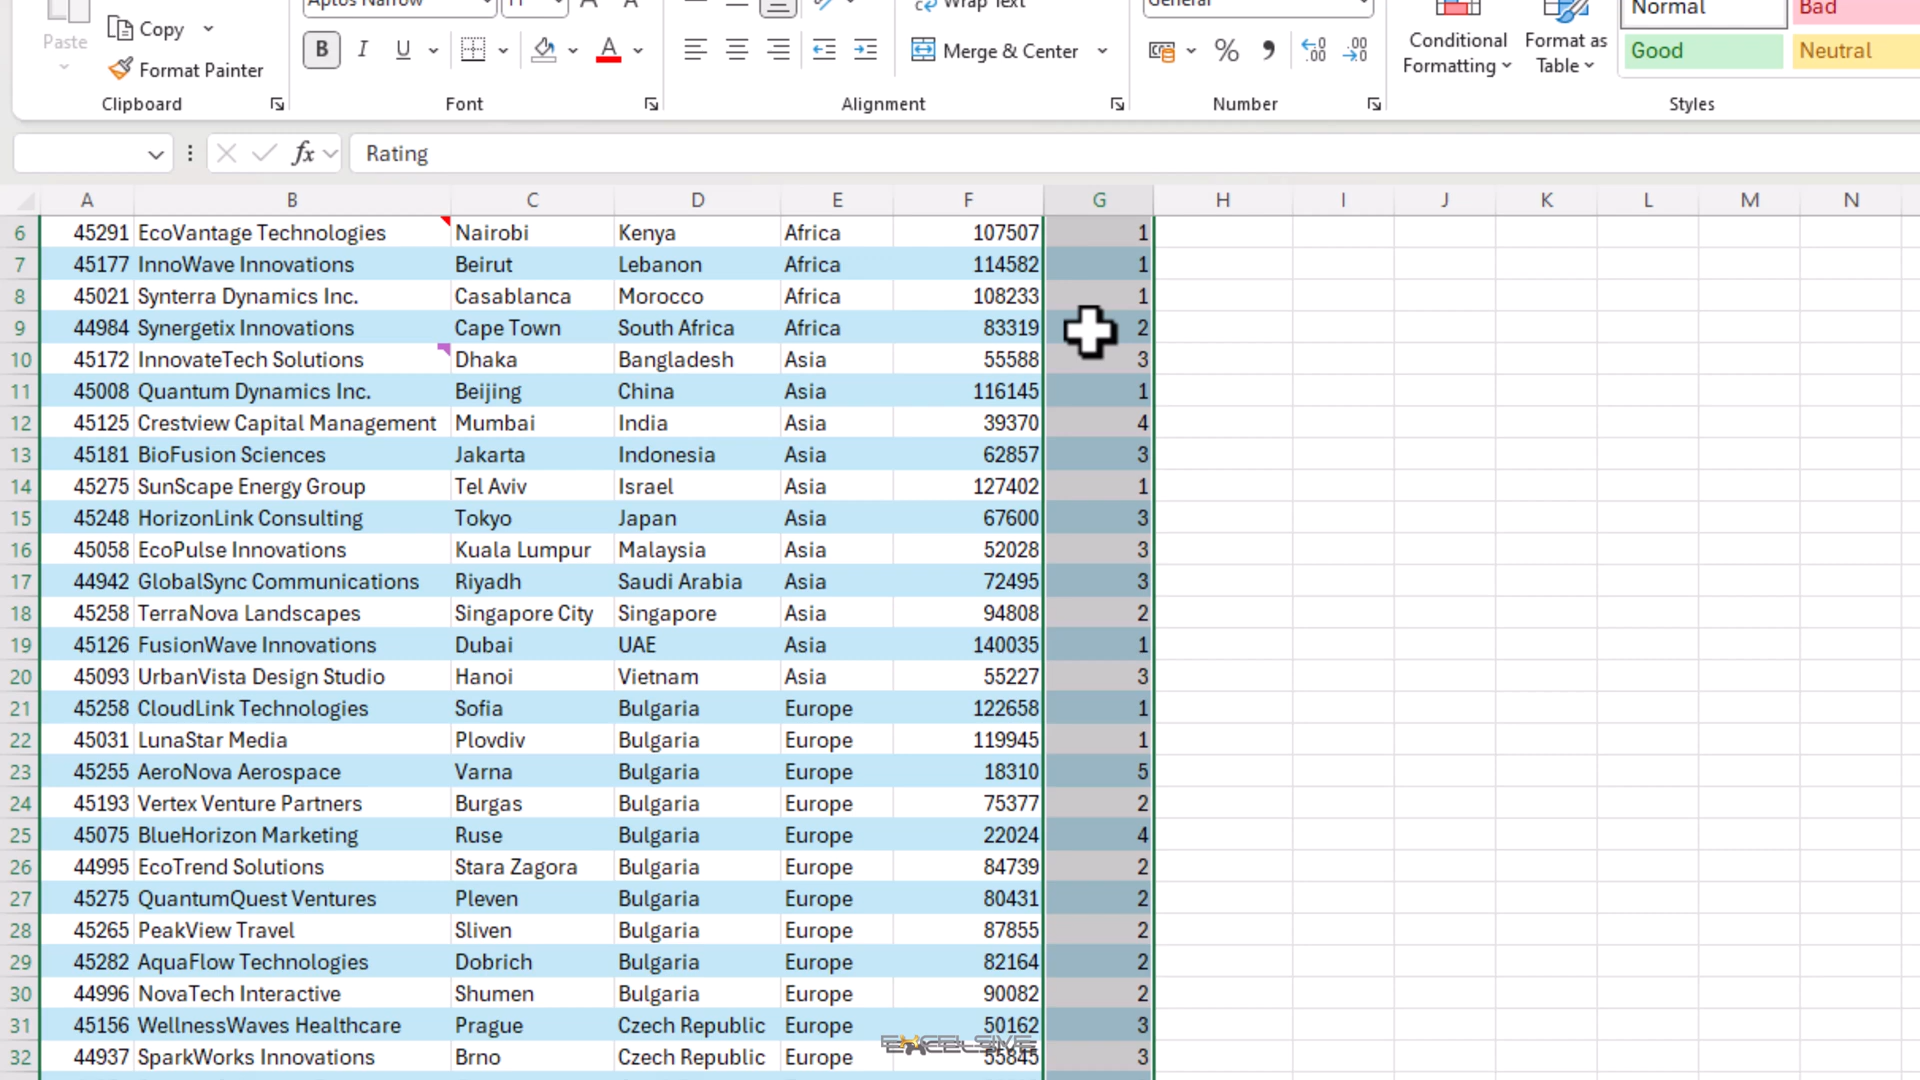 Aptos Narrow 11 Wrap Text General
Normal Bad
Paste Copy
B I U A Merge & Center % Conditional Format as Good Neutral
Format Painter Formatting Table
Clipboard Font Alignment Number Styles
fx Rating
A B C D E F G H I J K L M N
6 45291 EcoVantage Technologies Nairobi Kenya Africa 107507 1
7 45177 InnoWave Innovations Beirut Lebanon Africa 114582 1
8 45021 Synterra Dynamics Inc. Casablanca Morocco Africa 108233 1
9 44984 Synergetix Innovations Cape Town South Africa Africa 83319 2
10 45172 InnovateTech Solutions Dhaka Bangladesh Asia 55588 3
11 45008 Quantum Dynamics Inc. Beijing China Asia 116145 1
12 45125 Crestview Capital Management Mumbai India Asia 39370 4
13 45181 BioFusion Sciences Jakarta Indonesia Asia 62857 3
14 45275 SunScape Energy Group Tel Aviv Israel Asia 127402 1
15 45248 HorizonLink Consulting Tokyo Japan Asia 67600 3
16 45058 EcoPulse Innovations Kuala Lumpur Malaysia Asia 52028 3
17 44942 GlobalSync Communications Riyadh Saudi Arabia Asia 72495 3
18 45258 TerraNova Landscapes Singapore City Singapore Asia 94808 2
19 45126 FusionWave Innovations Dubai UAE Asia 140035 1
20 45093 UrbanVista Design Studio Hanoi Vietnam Asia 55227 3
21 45258 CloudLink Technologies Sofia Bulgaria Europe 122658 1
22 45031 LunaStar Media Plovdiv Bulgaria Europe 119945 1
23 45255 AeroNova Aerospace Varna Bulgaria Europe 18310 5
24 45193 Vertex Venture Partners Burgas Bulgaria Europe 75377 2
25 45075 BlueHorizon Marketing Ruse Bulgaria Europe 22024 4
26 44995 EcoTrend Solutions Stara Zagora Bulgaria Europe 84739 2
27 45275 QuantumQuest Ventures Pleven Bulgaria Europe 80431 2
28 45265 PeakView Travel Sliven Bulgaria Europe 87855 2
29 45282 AquaFlow Technologies Dobrich Bulgaria Europe 82164 2
30 44996 NovaTech Interactive Shumen Bulgaria Europe 90082 2
31 45156 WellnessWaves Healthcare Prague Czech Republic Europe 50162 3
EXCELSIVE
32 44937 SparkWorks Innovations Brno Czech Republic Europe 55845 3